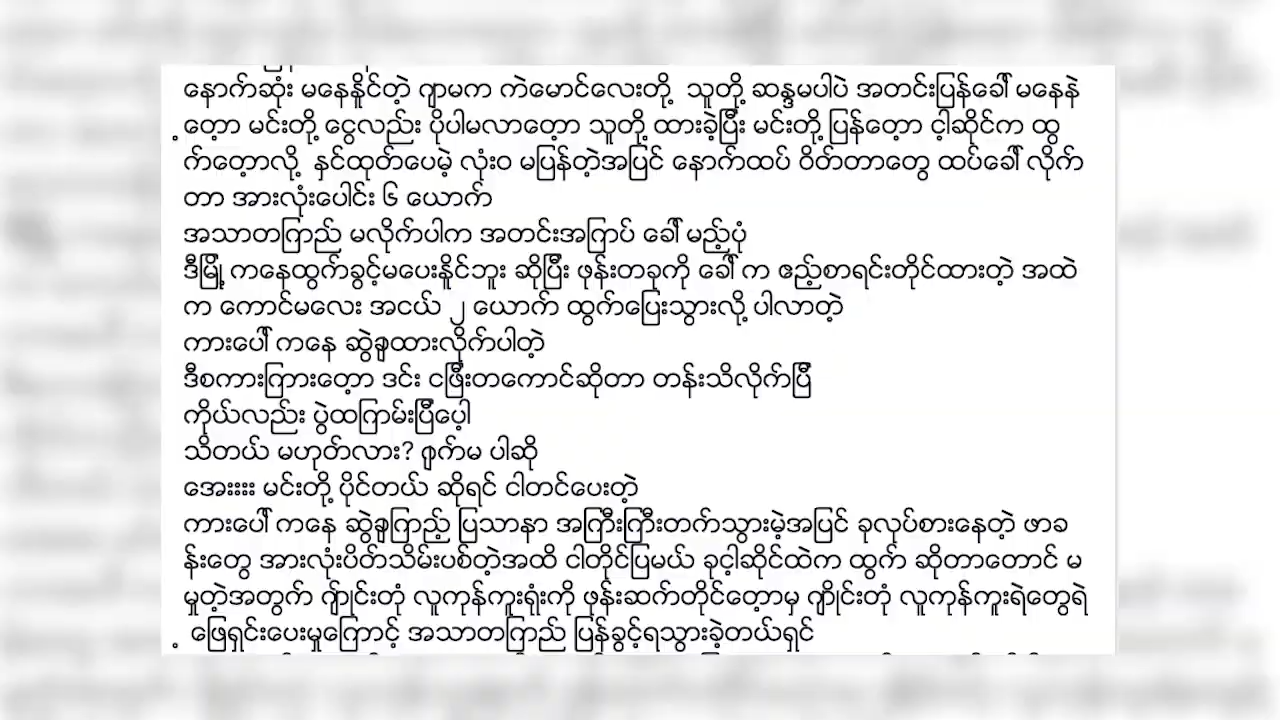 နောက်ဆုံး မနေနိူင်တဲ့ ဂျာမက ကဲမောင်လေးတို့ သူတို့ ဆန္ဒမပါပဲ အတင်းပြန်ခေါ် မနေနဲ
့တော့ မင်းတို့ ငွေလည်း ပိုပါမလာတော့ သူတို့ ထားခဲ့ပြီး မင်းတို့ ပြန်တော့ ငါ့ဆိုင်က ထွ
က်တော့လို့ နှင်ထုတ်ပေမဲ့ လုံးဝ မပြန်တဲ့အပြင် နောက်ထပ် ဝိတ်တာတွေ ထပ်ခေါ် လိုက်
တာ အားလုံးပေါင်း ၆ ယောက်
အသာတကြည် မလိုက်ပါက အတင်းအကြပ် ခေါ် မည့်ပုံ
ဒီမြို့ ကနေထွက်ခွင့်မပေးနိူင်ဘူး ဆိုပြီး ဖုန်းတခုကို ခေါ် က ဧည့်စာရင်းတိုင်ထားတဲ့ အထဲ
က ကောင်မလေး အငယ် ၂ ယောက် ထွက်ပြေးသွားလို့ ပါလာတဲ့
ကားပေါ် ကနေ ဆွဲချထားလိုက်ပါတဲ့
ဒီစကားကြားတော့ ဒင်း ငဖြီးတကောင်ဆိုတာ တန်းသိလိုက်ပြီ
ကိုယ်လည်း ပွဲထကြမ်းပြီပေ့ါ
သိတယ် မဟုတ်လား? ဂျက်မ ပါဆို
အေးးးး မင်းတို့ ပိုင်တယ် ဆိုရင် ငါတင်ပေးတဲ့
ကားပေါ် ကနေ ဆွဲချကြည့် ပြသာနာ အကြီးကြီးတက်သွားမဲ့အပြင် ခုလုပ်စားနေတဲ့ ဖာခ
န်းတွေ အားလုံးပိတ်သိမ်းပစ်တဲ့အထိ ငါတိုင်ပြမယ် ခုငါ့ဆိုင်ထဲက ထွက် ဆိုတာတောင် မ
မှုတဲ့အတွက် ဂျိုင်းတုံ လူကုန်ကူးရုံးကို ဖုန်းဆက်တိုင်တော့မှ ကျိုင်းတုံ လူကုန်ကူးရဲတွေရဲ
့ ဖြေရှင်းပေးမှုကြောင့် အသာတကြည် ပြန်ခွင့်ရသွားခဲ့တယ်ရှင်